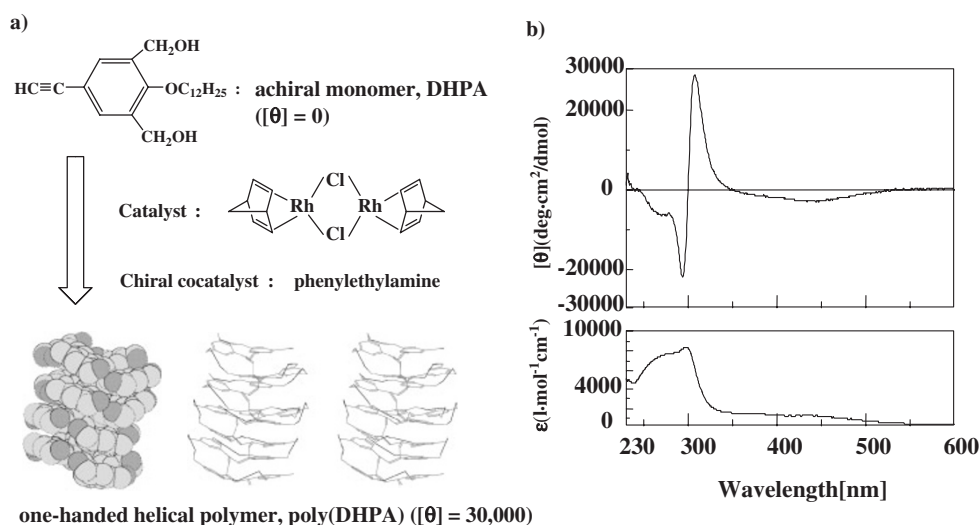 a)
CH₂OH
HC≡C
OC₁₂H₂₅ : achiral monomer, DHPA
([θ] = 0)
CH₂OH
Cl
Catalyst : Rh Rh
Cl
Chiral cocatalyst : phenylethylamine
one-handed helical polymer, poly(DHPA) ([θ] = 30,000)
b)
[θ](deg·cm²/dmol)
30000
20000
0
-20000
-30000
ε(l·mol⁻¹cm⁻¹)
10000
4000
0
230 300 400 500 600
Wavelength[nm]